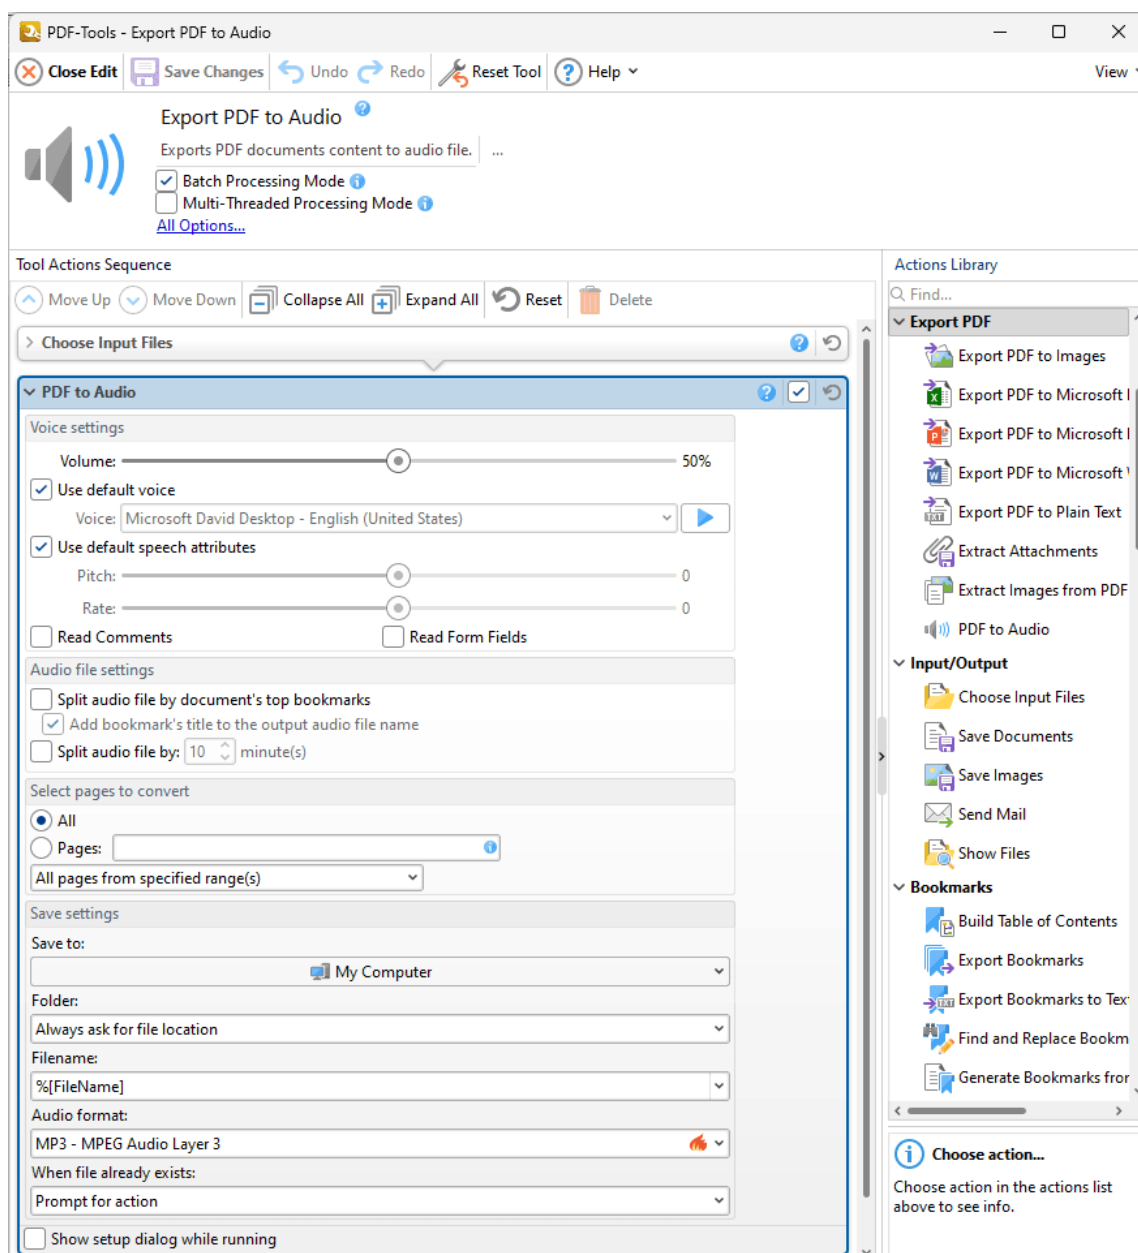 PDF-Tools - Export PDF to Audio
Close Edit Save Changes Undo Redo Reset Tool ? Help View
Export PDF to Audio ?
Exports PDF documents content to audio file. ...
Batch Processing Mode i
Multi-Threaded Processing Mode i
All Options...
Tool Actions Sequence
Move Up Move Down Collapse All Expand All Reset Delete
Choose Input Files ?
PDF to Audio ?
Voice settings
Volume: 50%
Use default voice
Voice: Microsoft David Desktop - English (United States)
Use default speech attributes
Pitch: 0
Rate: 0
Read Comments Read Form Fields
Audio file settings
Split audio file by document's top bookmarks
Add bookmark's title to the output audio file name
Split audio file by: 10 minute(s)
Select pages to convert
All
Pages: i
All pages from specified range(s)
Save settings
Save to:
My Computer
Folder:
Always ask for file location
Filename:
%[FileName]
Audio format:
MP3 - MPEG Audio Layer 3
When file already exists:
Prompt for action
Show setup dialog while running
Actions Library
Find...
Export PDF
Export PDF to Images
Export PDF to Microsoft
Export PDF to Microsoft
Export PDF to Microsoft
Export PDF to Plain Text
Extract Attachments
Extract Images from PDF
PDF to Audio
Input/Output
Choose Input Files
Save Documents
Save Images
Send Mail
Show Files
Bookmarks
Build Table of Contents
Export Bookmarks
Export Bookmarks to Tex
Find and Replace Bookm
Generate Bookmarks fror
i Choose action...
Choose action in the actions list
above to see info.